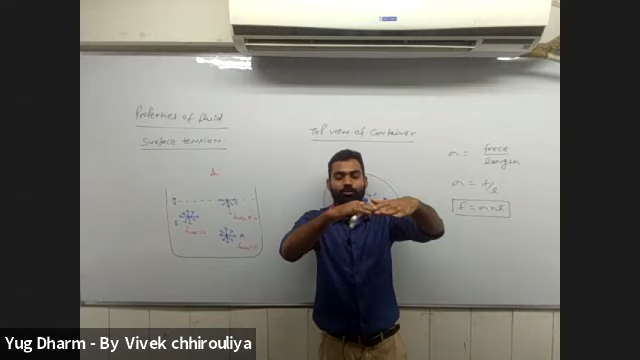 Properties of fluid
Surface tension:
Top view of Container
σ = force
length
σ = f/l
f = σ × l
Yug Dharm - By Vivek chhirouliya